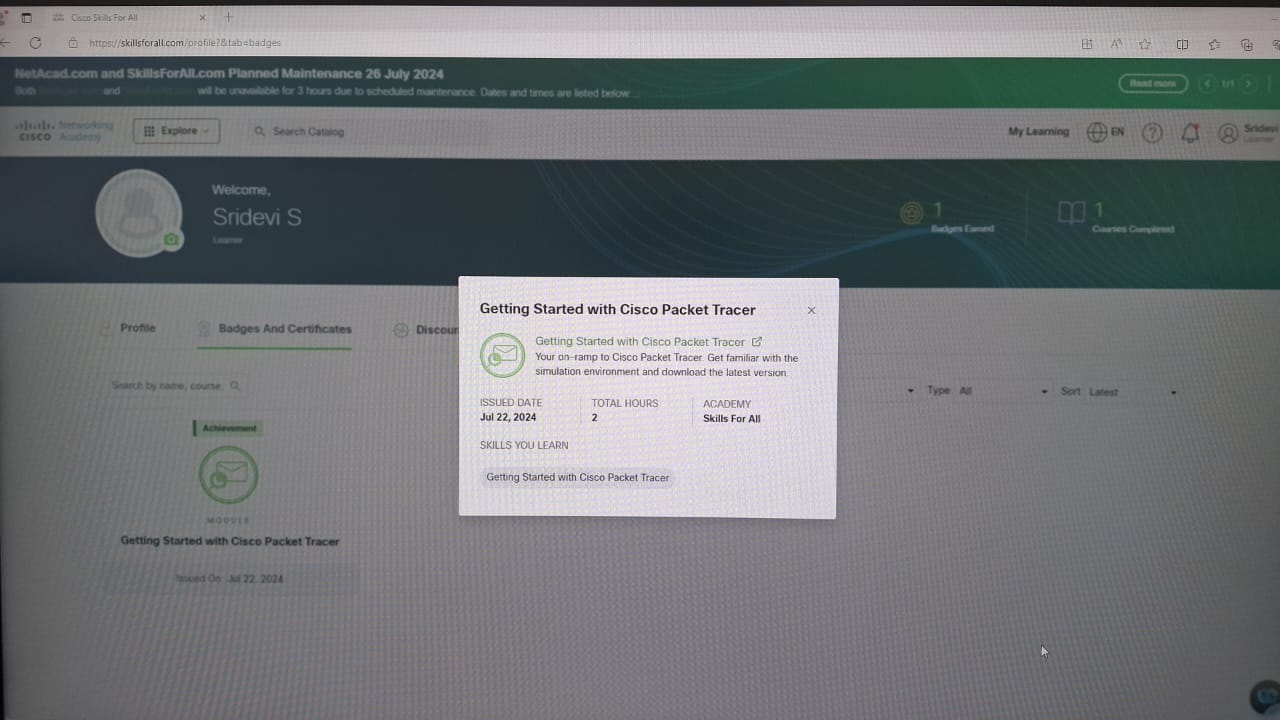 Cisco Skills For All
https://skillsforall.com/profile?&tab=badges
NetAcad.com and SkillsForAll.com Planned Maintenance 26 July 2024
Both and will be unavailable for 3 hours due to scheduled maintenance. Dates and times are listed below...
Read more
1/1
CISCO Networking Academy
Explore
Search Catalog
My Learning
EN
Sridevi
Learner
Welcome,
Sridevi S
Learner
1
Badges Earned
1
Courses Completed
Profile
Badges And Certificates
Discoun
Search by name, course
Type All
Sort Latest
Achievement
MODULE
Getting Started with Cisco Packet Tracer
Issued On Jul 22, 2024
Getting Started with Cisco Packet Tracer
Getting Started with Cisco Packet Tracer
Your on-ramp to Cisco Packet Tracer. Get familiar with the
simulation environment and download the latest version.
ISSUED DATE
Jul 22, 2024
TOTAL HOURS
2
ACADEMY
Skills For All
SKILLS YOU LEARN
Getting Started with Cisco Packet Tracer